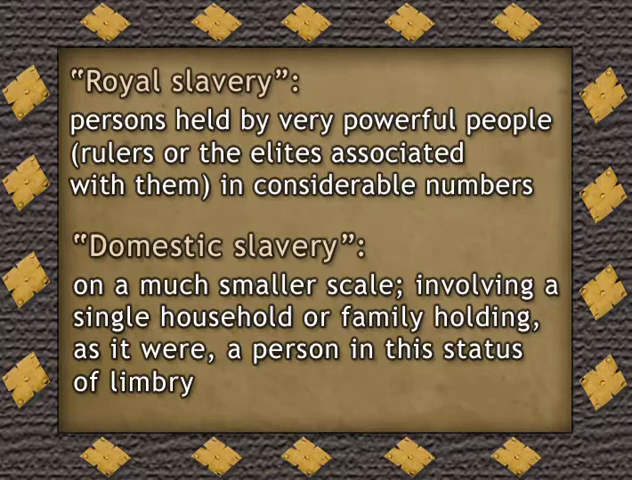 “Royal slavery”:
persons held by very powerful people
(rulers or the elites associated
with them) in considerable numbers
“Domestic slavery”:
on a much smaller scale; involving a
single household or family holding,
as it were, a person in this status
of limbry